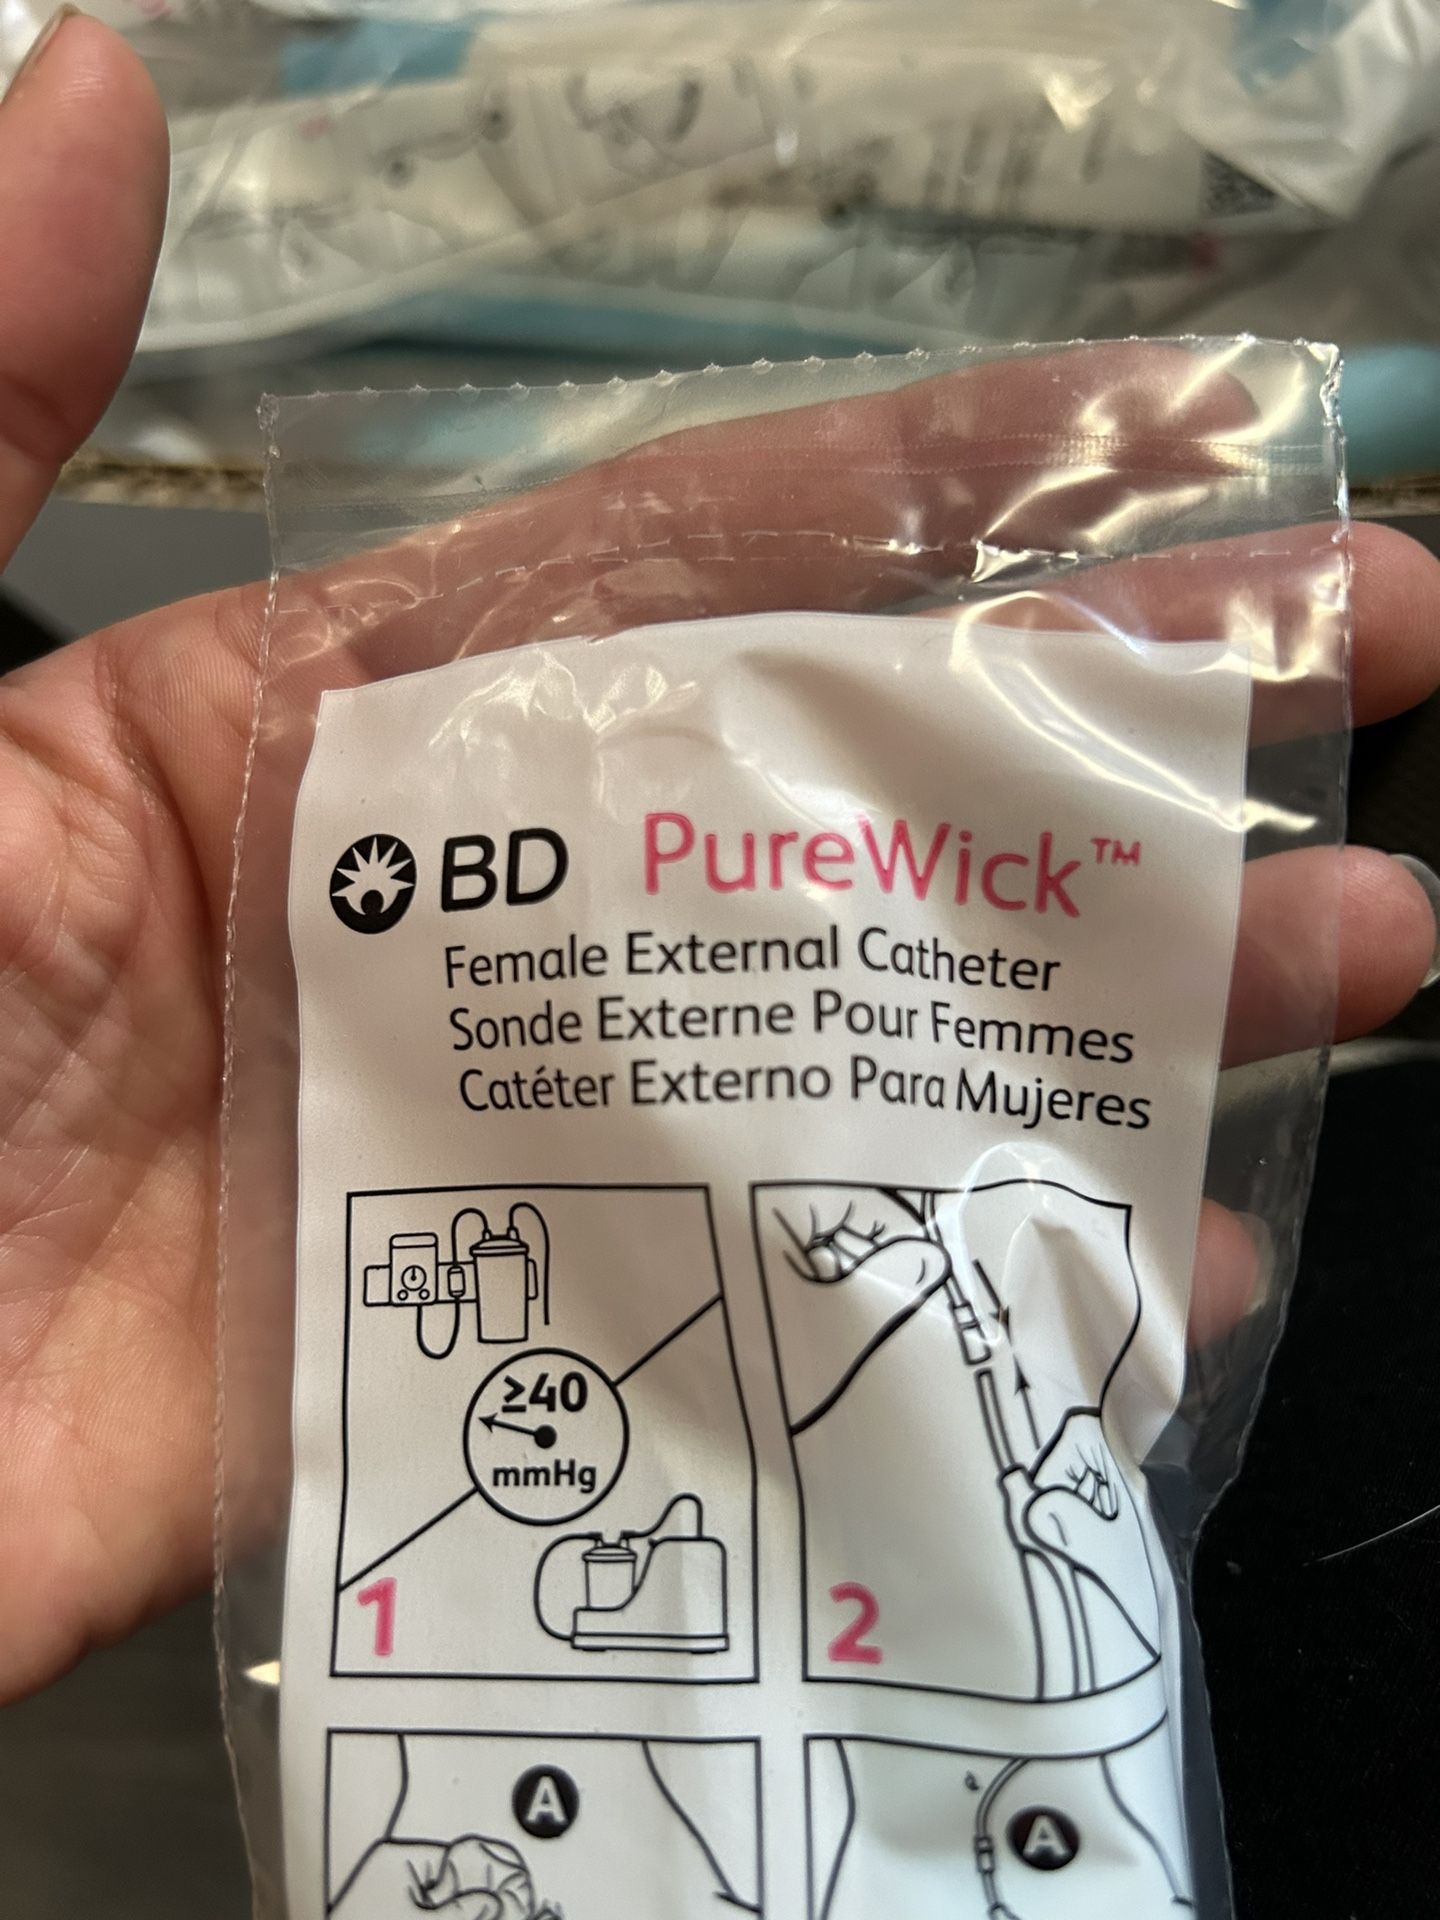 BD PureWick™
Female External Catheter
Sonde Externe Pour Femmes
Catéter Externo Para Mujeres
≥40
mmHg
1
2
A
A